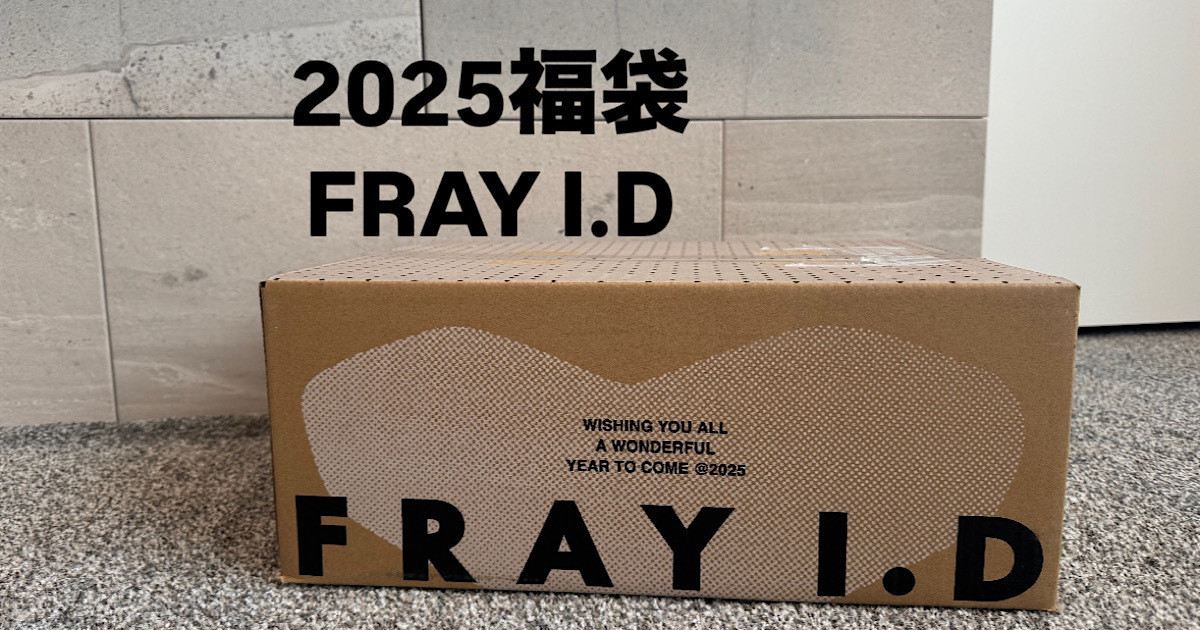 2025福袋
FRAY I.D
WISHING YOU ALL
A WONDERFUL
YEAR TO COME @2025
FRAY I.D